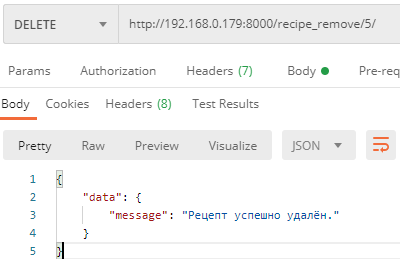 DELETE http://192.168.0.179:8000/recipe_remove/5/
Params Authorization Headers (7) Body Pre-req
Body Cookies Headers (8) Test Results
Pretty Raw Preview Visualize JSON
1 {
2 "data": {
3 "message": "Рецепт успешно удалён."
4 }
5 }